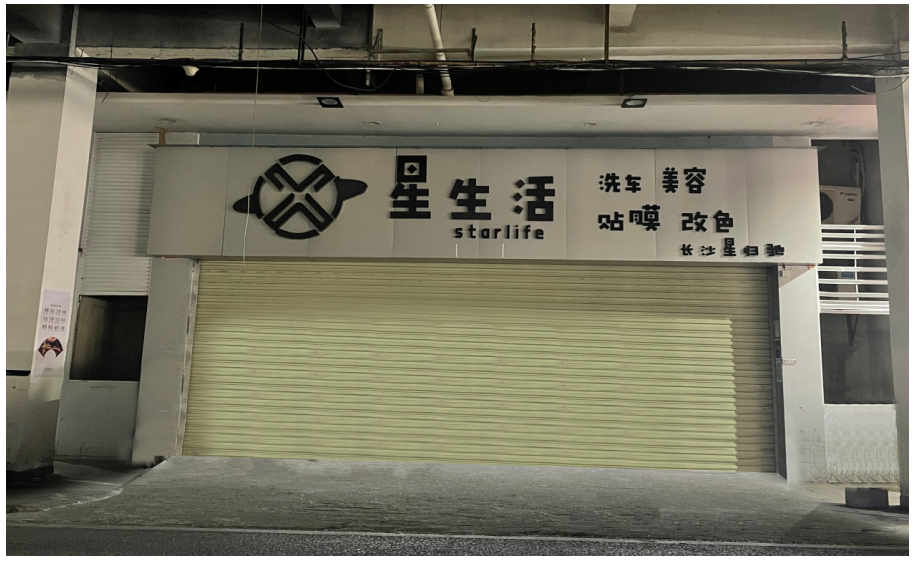 星生活
starlife
洗车 美容
贴膜 改色
长沙星归驰